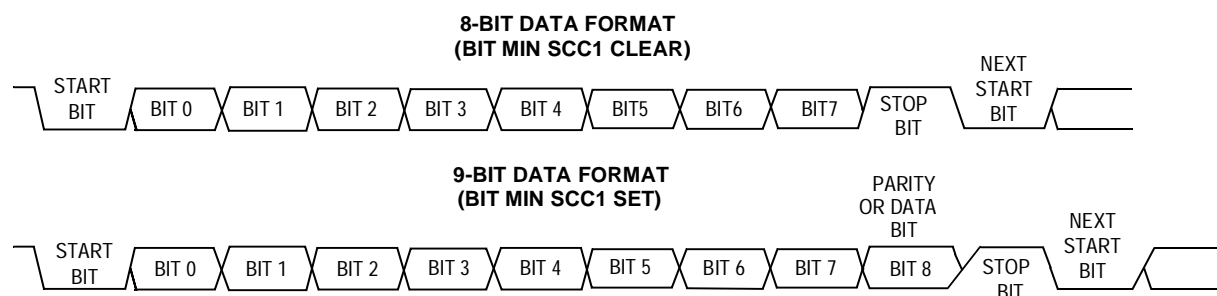 8-BIT DATA FORMAT
(BIT MIN SCC1 CLEAR)
START
BIT
BIT 0
BIT 1
BIT 2
BIT 3
BIT 4
BIT5
BIT6
BIT7
STOP
BIT
NEXT
START
BIT
9-BIT DATA FORMAT
(BIT MIN SCC1 SET)
START
BIT
BIT 0
BIT 1
BIT 2
BIT 3
BIT 4
BIT 5
BIT 6
BIT 7
PARITY
OR DATA
BIT
BIT 8
STOP
BIT
NEXT
START
BIT